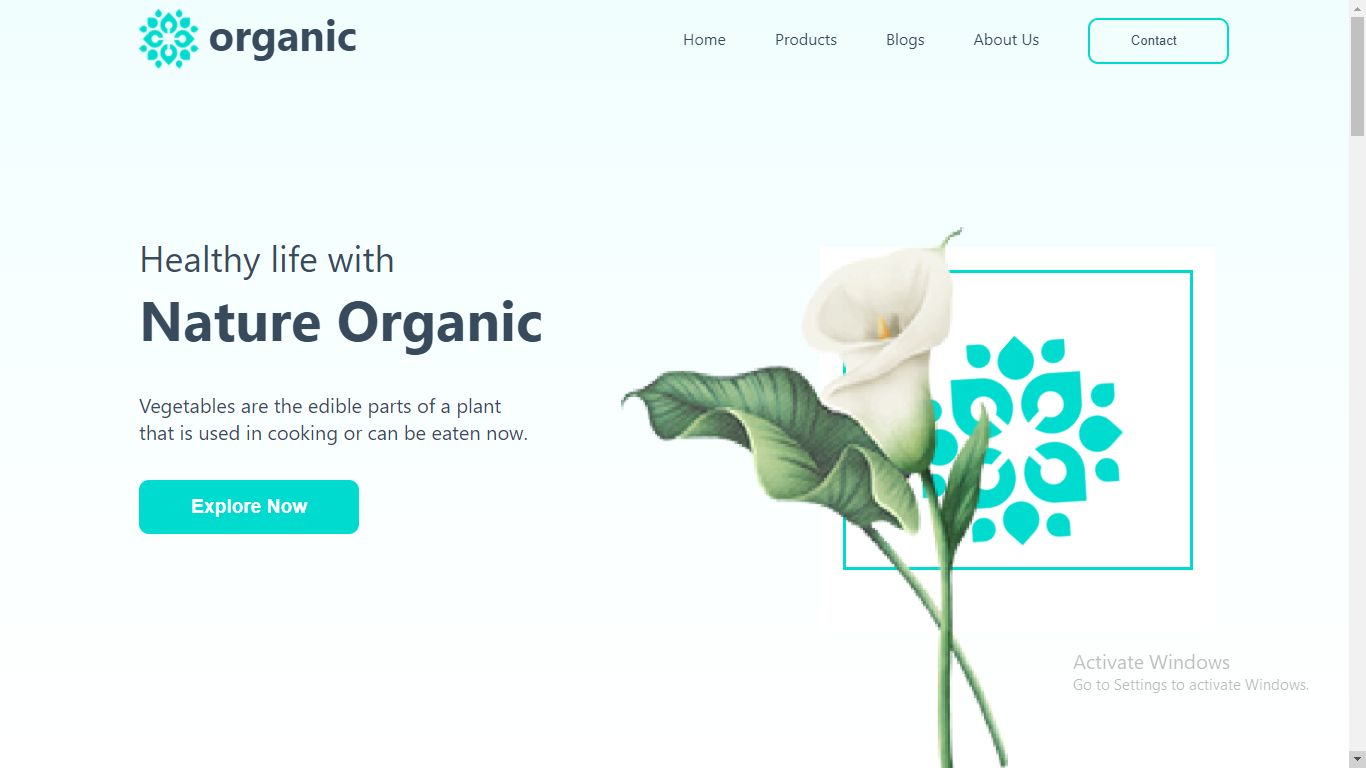 organic
Home
Products
Blogs
About Us
Contact
Healthy life with
Nature Organic
Vegetables are the edible parts of a plant
that is used in cooking or can be eaten now.
Explore Now
Activate Windows
Go to Settings to activate Windows.